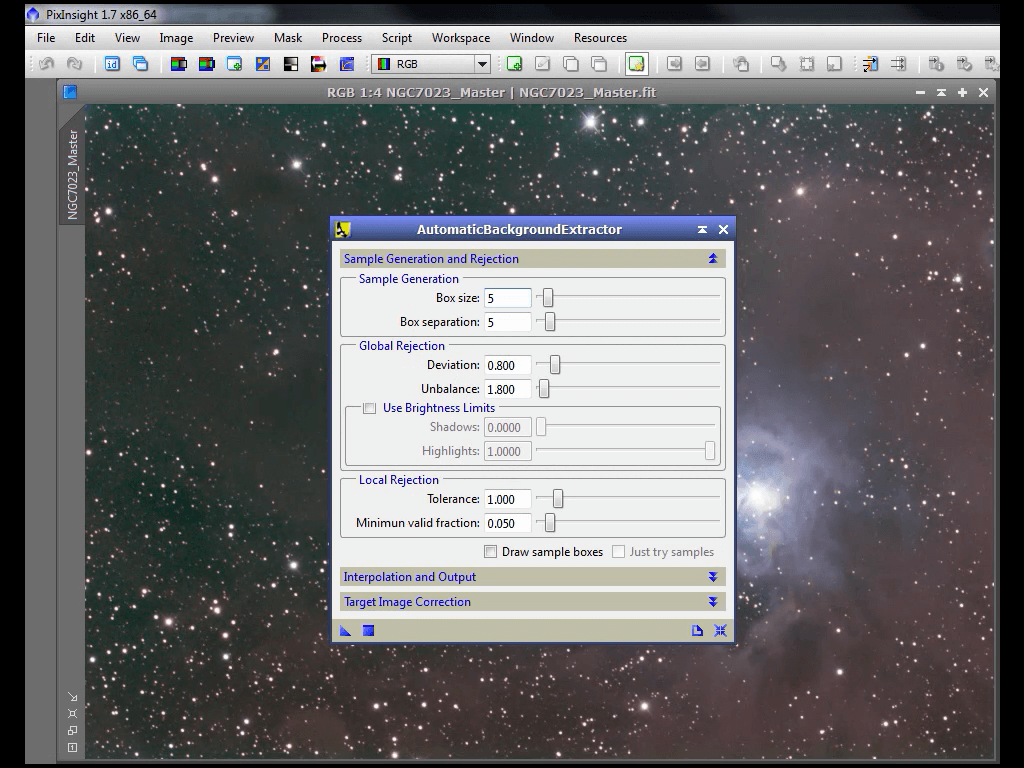 PixInsight 1.7 x86_64
File Edit View Image Preview Mask Process Script Workspace Window Resources
id RGB
RGB 1:4 NGC7023_Master | NGC7023_Master.fit
NGC7023_Master
AutomaticBackgroundExtractor
Sample Generation and Rejection
Sample Generation
Box size: 5
Box separation: 5
Global Rejection
Deviation: 0.800
Unbalance: 1.800
Use Brightness Limits
Shadows: 0.0000
Highlights: 1.0000
Local Rejection
Tolerance: 1.000
Minimun valid fraction: 0.050
Draw sample boxes Just try samples
Interpolation and Output
Target Image Correction